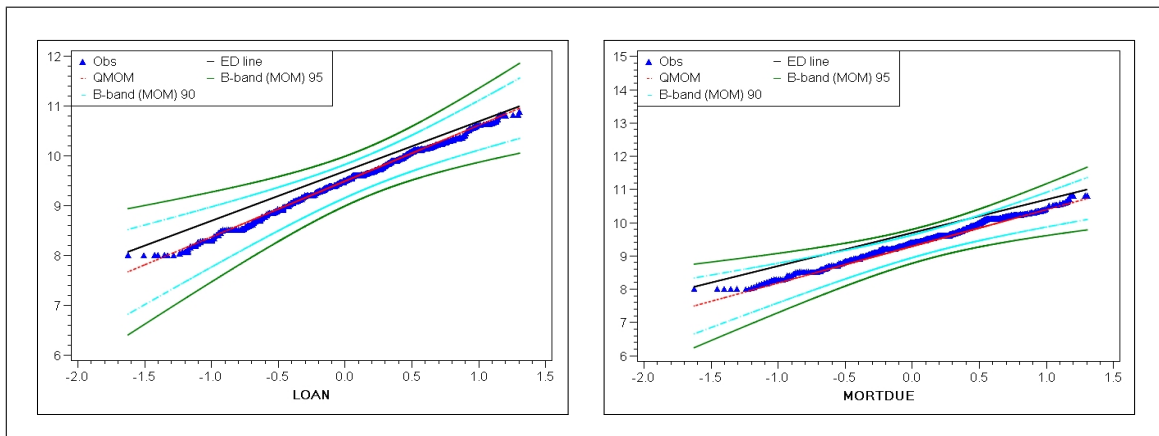 12
11
10
9
8
7
6
Obs
ED line
QMOM
B-band (MOM) 95
B-band (MOM) 90
-2.0 -1.5 -1.0 -0.5 0.0 0.5 1.0 1.5
LOAN
15
14
13
12
11
10
9
8
7
6
Obs
ED line
QMOM
B-band (MOM) 95
B-band (MOM) 90
-2.0 -1.5 -1.0 -0.5 0.0 0.5 1.0 1.5
MORTDUE